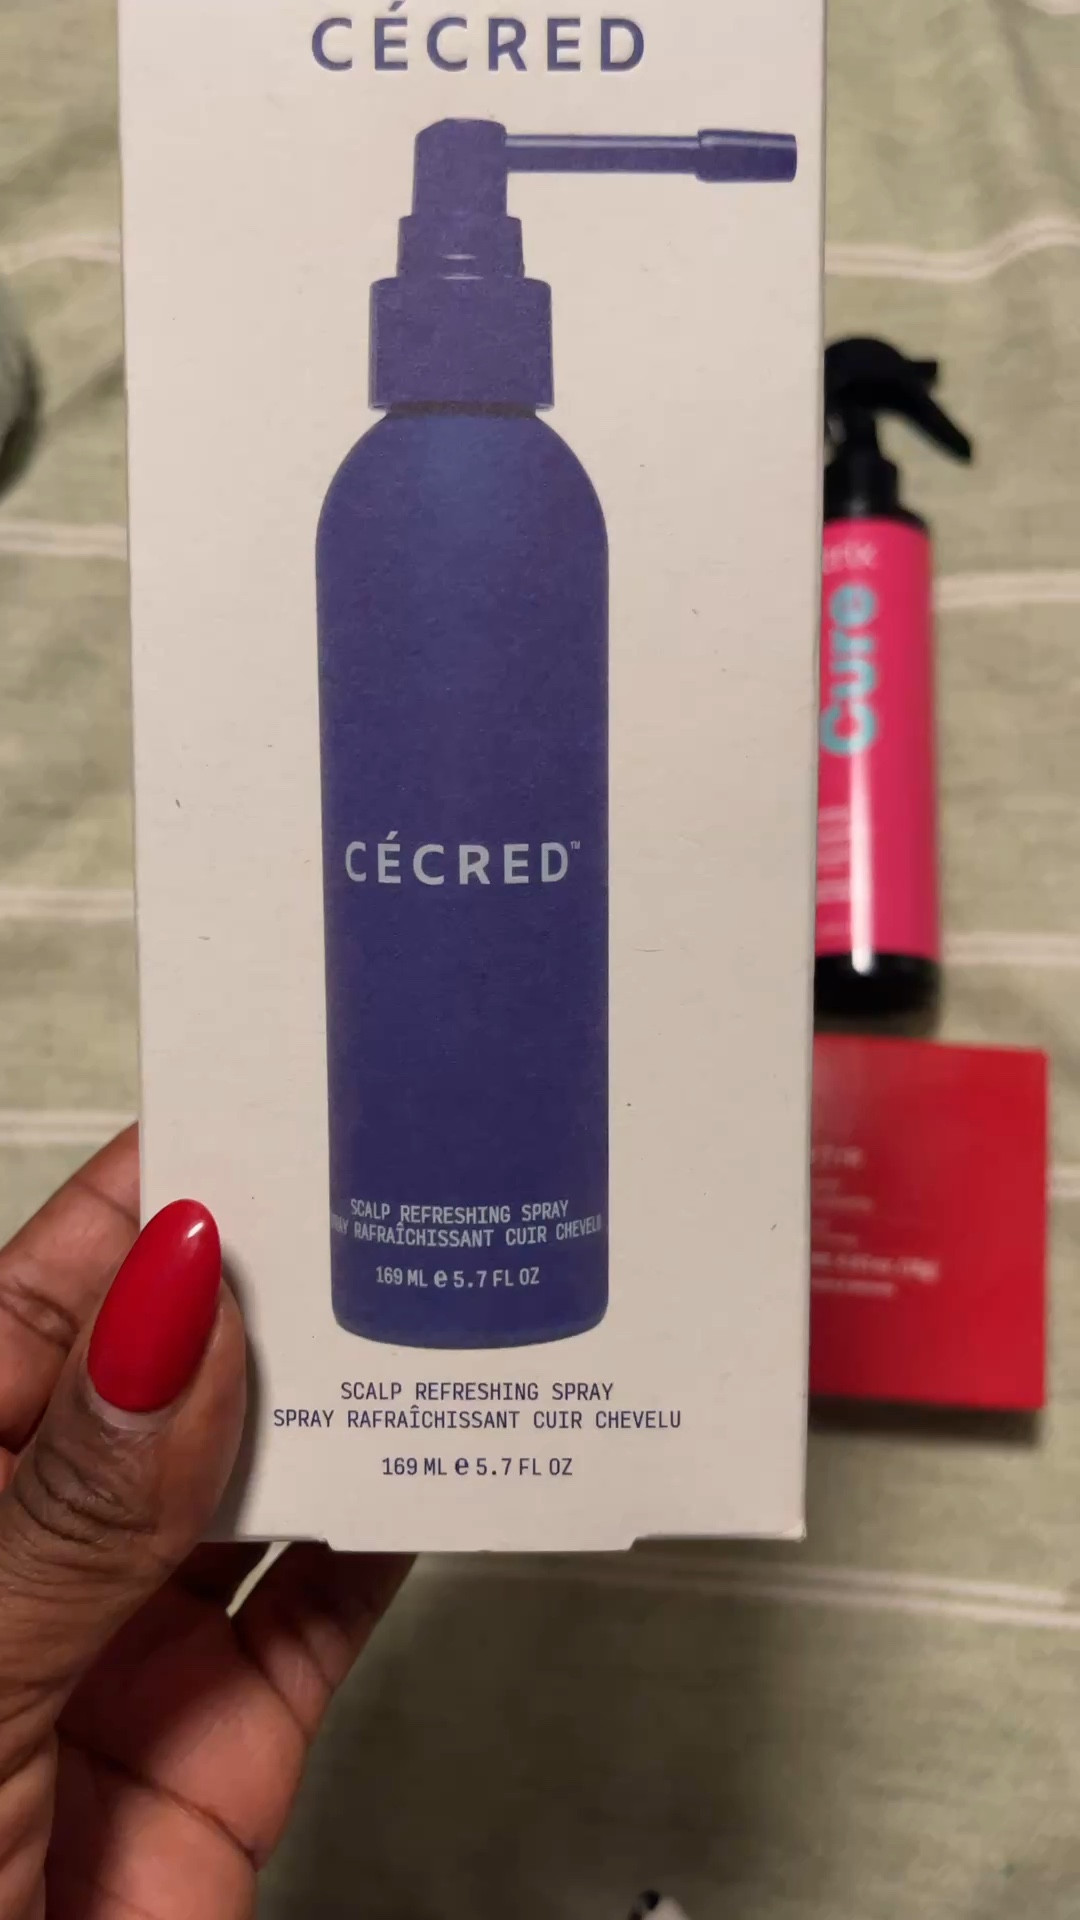 CÉCRED
CÉCRED™
SCALP REFRESHING SPRAY
RAFRAÎCHISSANT CUIR CHEVELU
169 ML e 5.7 FL OZ
SCALP REFRESHING SPRAY
SPRAY RAFRAÎCHISSANT CUIR CHEVELU
169 ML e 5.7 FL OZ
Cure